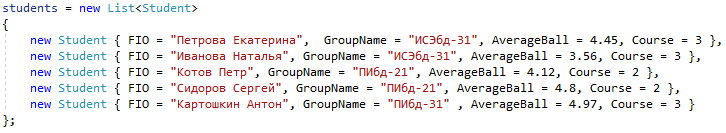 students = new List<Student>
{
new Student { FIO = "Петрова Екатерина", GroupName = "ИСЭбд-31", AverageBall = 4.45, Course = 3 },
new Student { FIO = "Иванова Наталья", GroupName = "ИСЭбд-31", AverageBall = 3.56, Course = 3 },
new Student { FIO = "Котов Петр", GroupName = "ПИбд-21", AverageBall = 4.12, Course = 2 },
new Student { FIO = "Сидоров Сергей", GroupName = "ПИбд-21", AverageBall = 4.8, Course = 2 },
new Student { FIO = "Картошкин Антон", GroupName = "ПИбд-31" , AverageBall = 4.97, Course = 3 }
};